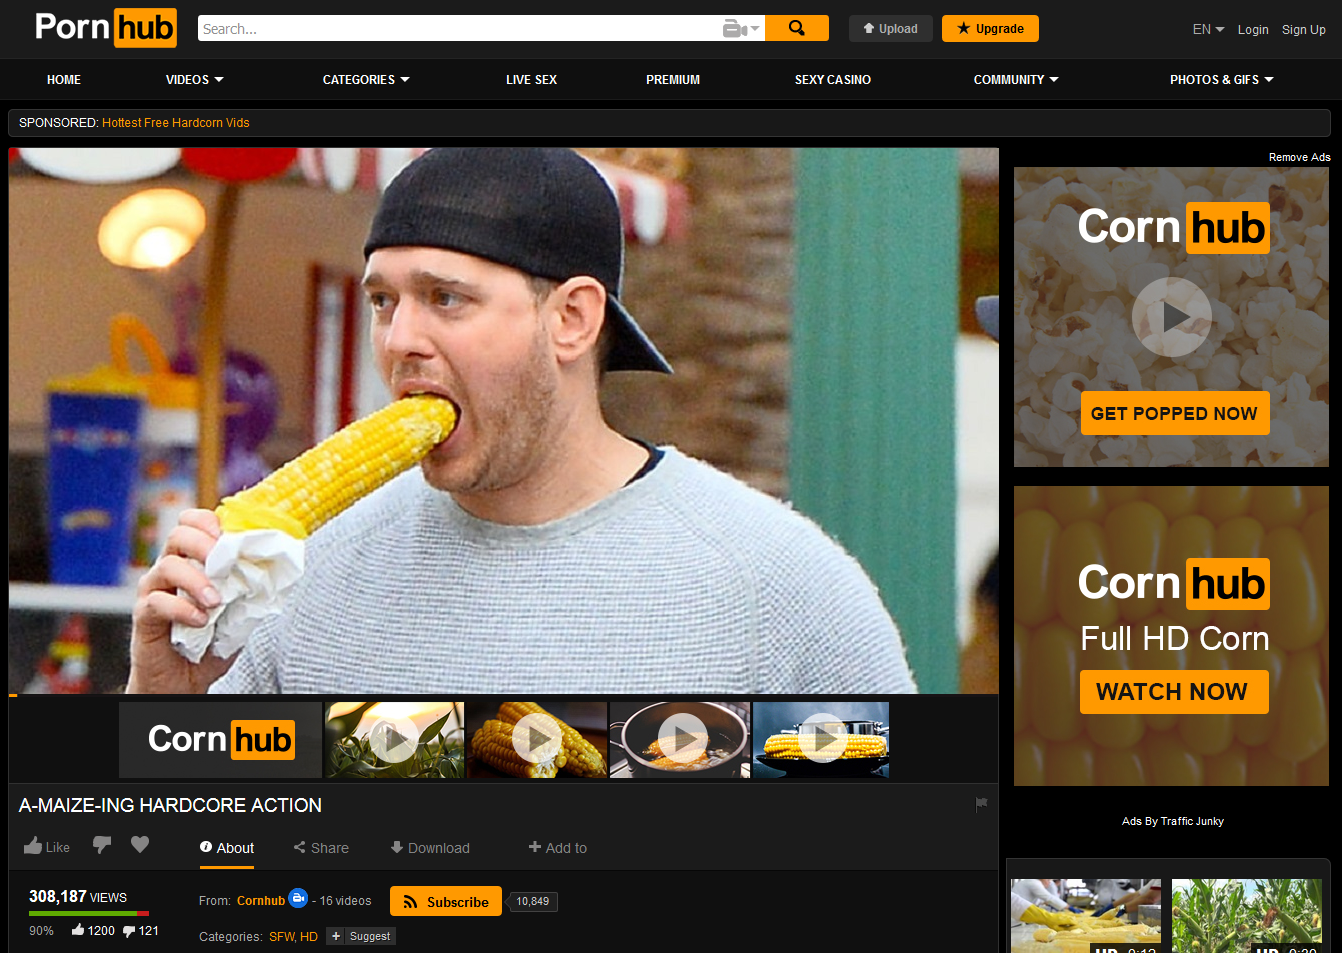 Porn hub
Search...
Upload
Upgrade
EN
Login
Sign Up
HOME
VIDEOS
CATEGORIES
LIVE SEX
PREMIUM
SEXY CASINO
COMMUNITY
PHOTOS & GIFS
SPONSORED: Hottest Free Hardcorn Vids
Remove Ads
Corn hub
GET POPPED NOW
Corn hub
Full HD Corn
WATCH NOW
Ads By Traffic Junky
Corn hub
A-MAIZE-ING HARDCORE ACTION
Like
About
Share
Download
Add to
308,187 VIEWS
90% 1200 121
From: Cornhub - 16 videos
Subscribe
10,849
Categories: SFW, HD + Suggest
HD 0:12
HD 0:30